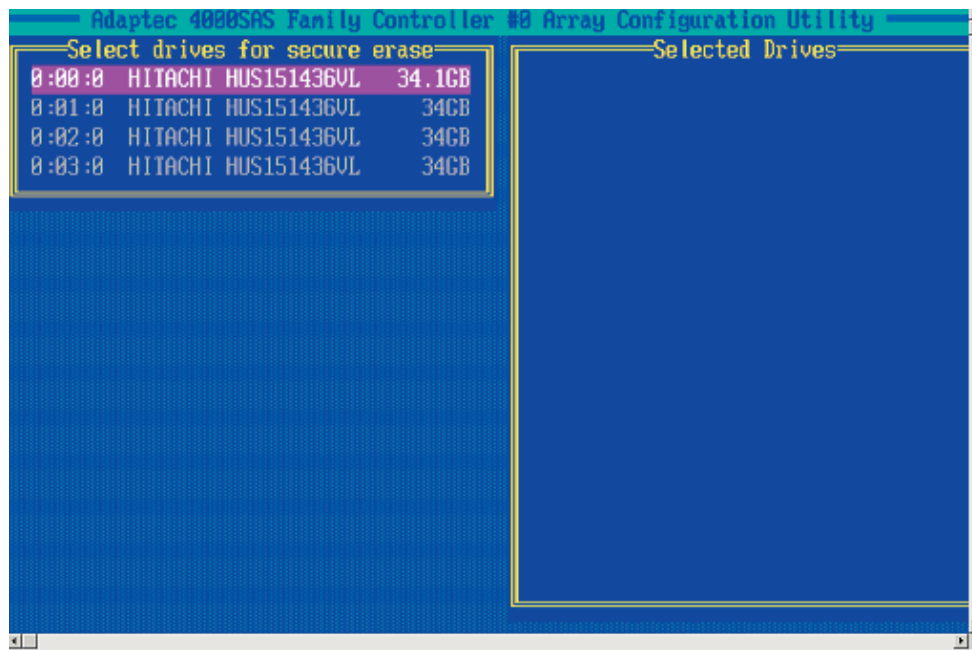 Adaptec 4000SAS Family Controller #0 Array Configuration Utility
Select drives for secure erase
0:00:0 HITACHI HUS151436VL 34.1GB
0:01:0 HITACHI HUS151436VL 34GB
0:02:0 HITACHI HUS151436VL 34GB
0:03:0 HITACHI HUS151436VL 34GB
Selected Drives